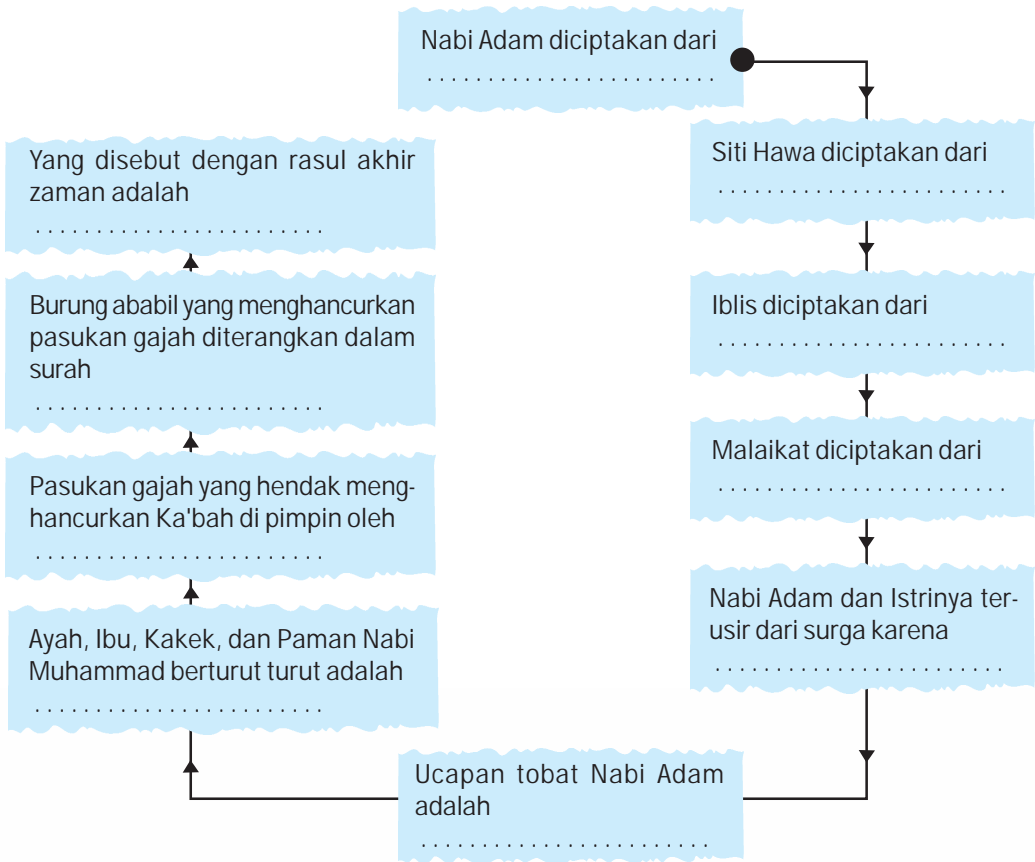 Nabi Adam diciptakan dari
. . . . . . . . . . . . . . . . . . . . . . . .
Siti Hawa diciptakan dari
. . . . . . . . . . . . . . . . . . . . . . . .
Iblis diciptakan dari
. . . . . . . . . . . . . . . . . . . . . . . .
Malaikat diciptakan dari
. . . . . . . . . . . . . . . . . . . . . . . .
Nabi Adam dan Istrinya ter-
usir dari surga karena
. . . . . . . . . . . . . . . . . . . . . . . .
Ucapan tobat Nabi Adam
adalah
. . . . . . . . . . . . . . . . . . . . . . . .
Ayah, Ibu, Kakek, dan Paman Nabi
Muhammad berturut turut adalah
. . . . . . . . . . . . . . . . . . . . . . . .
Pasukan gajah yang hendak meng-
hancurkan Ka'bah di pimpin oleh
. . . . . . . . . . . . . . . . . . . . . . . .
Burung ababil yang menghancurkan
pasukan gajah diterangkan dalam
surah
. . . . . . . . . . . . . . . . . . . . . . . .
Yang disebut dengan rasul akhir
zaman adalah
. . . . . . . . . . . . . . . . . . . . . . . .